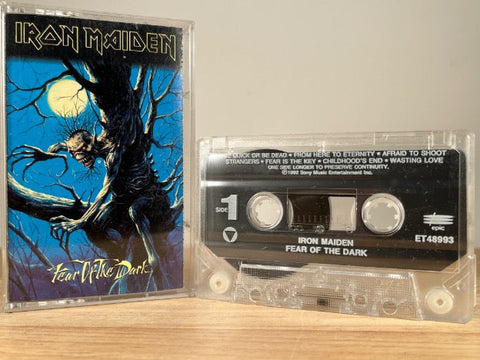 IRON MAIDEN
Fear Of The Dark
QUICK OR BE DEAD • FROM HERE TO ETERNITY • AFRAID TO SHOOT
STRANGERS • FEAR IS THE KEY • CHILDHOOD'S END • WASTING LOVE
ONE SIDE LONGER TO PRESERVE CONTINUITY.
©1992 Sony Music Entertainment Inc.
SIDE 1
epic
ET48993
IRON MAIDEN
FEAR OF THE DARK